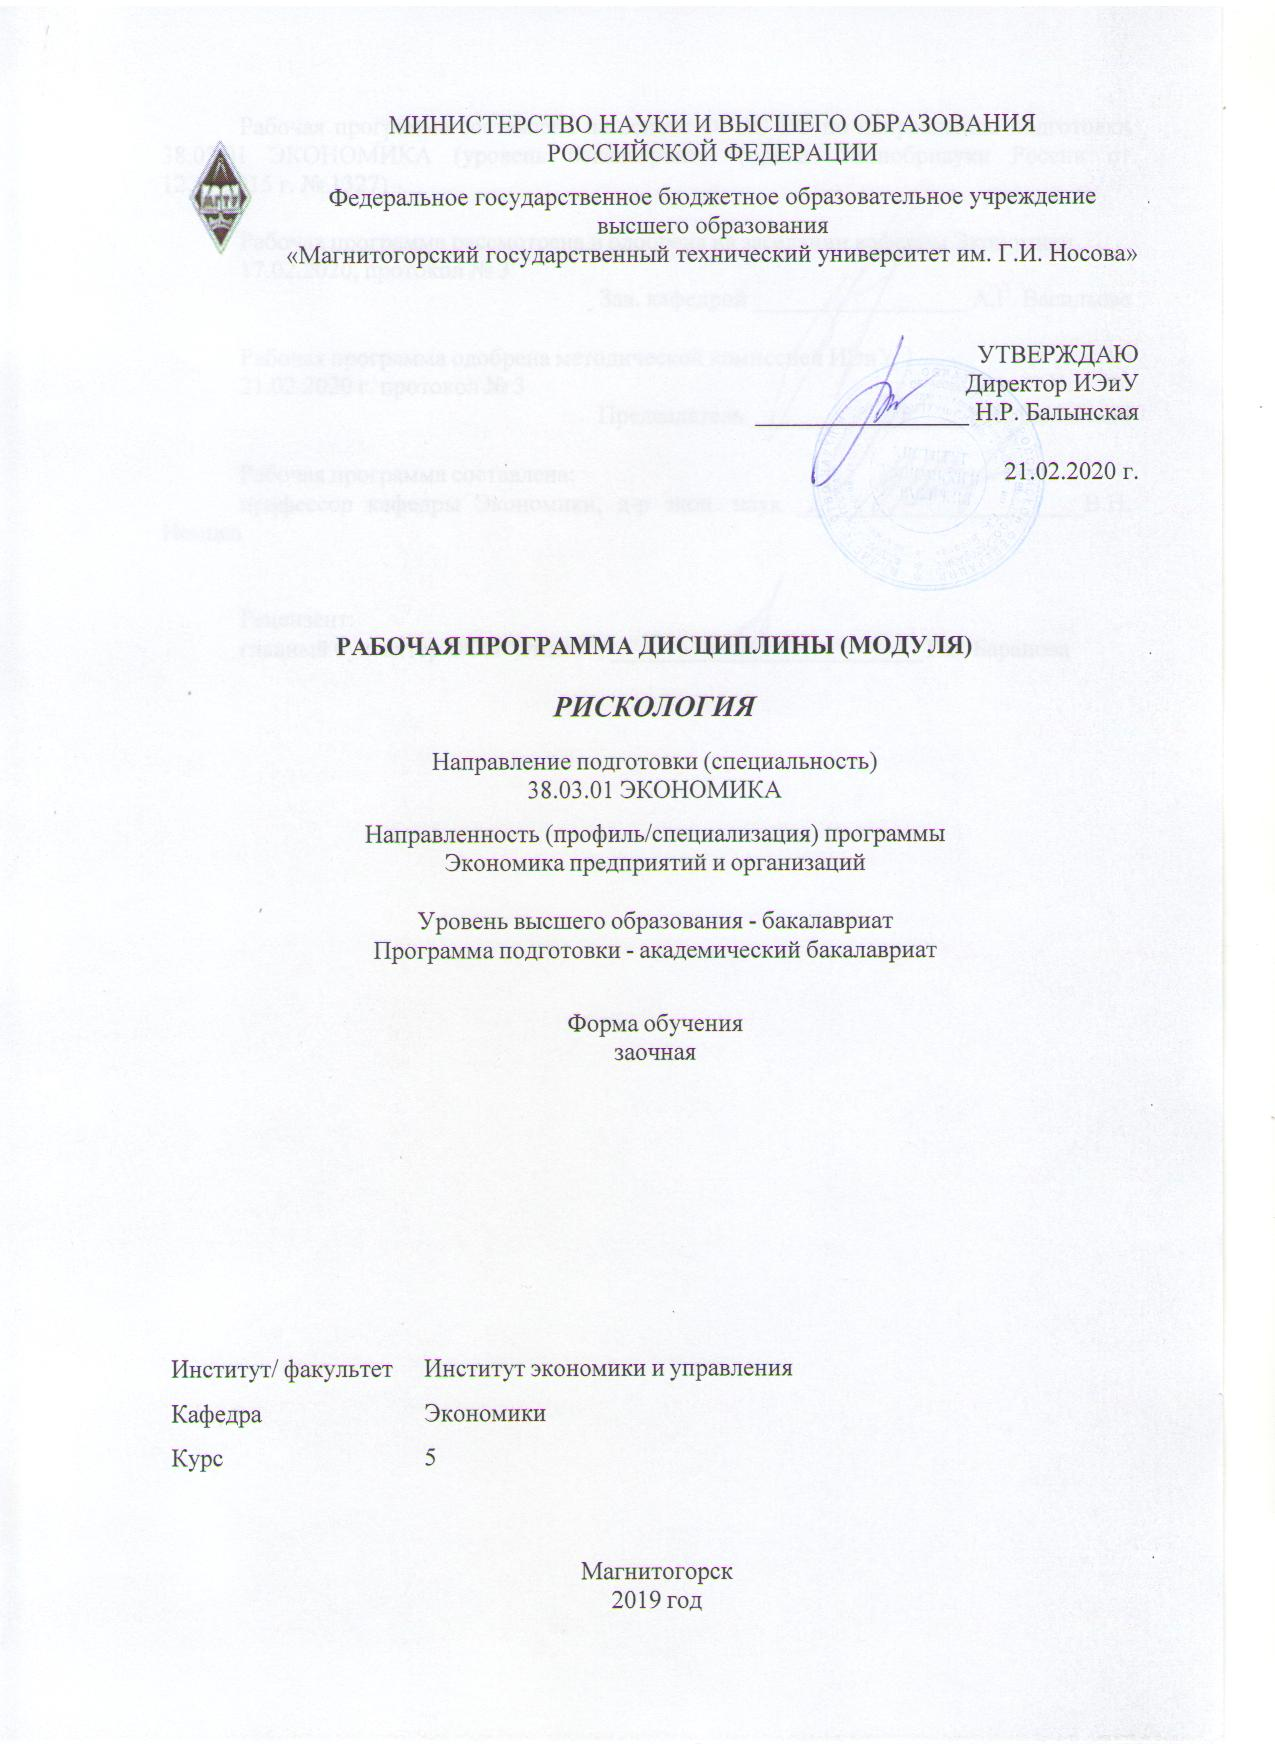 МИНИСТЕРСТВО НАУКИ И ВЫСШЕГО ОБРАЗОВАНИЯ
РОССИЙСКОЙ ФЕДЕРАЦИИ
МГТУ
Федеральное государственное бюджетное образовательное учреждение
высшего образования
«Магнитогорский государственный технический университет им. Г.И. Носова»
УТВЕРЖДАЮ
Директор ИЭиУ
_________________ Н.Р. Балынская
21.02.2020 г.
РАБОЧАЯ ПРОГРАММА ДИСЦИПЛИНЫ (МОДУЛЯ)
РИСКОЛОГИЯ
Направление подготовки (специальность)
38.03.01 ЭКОНОМИКА
Направленность (профиль/специализация) программы
Экономика предприятий и организаций
Уровень высшего образования - бакалавриат
Программа подготовки - академический бакалавриат
Форма обучения
заочная
Институт/ факультет Институт экономики и управления
Кафедра Экономики
Курс 5
Магнитогорск
2019 год